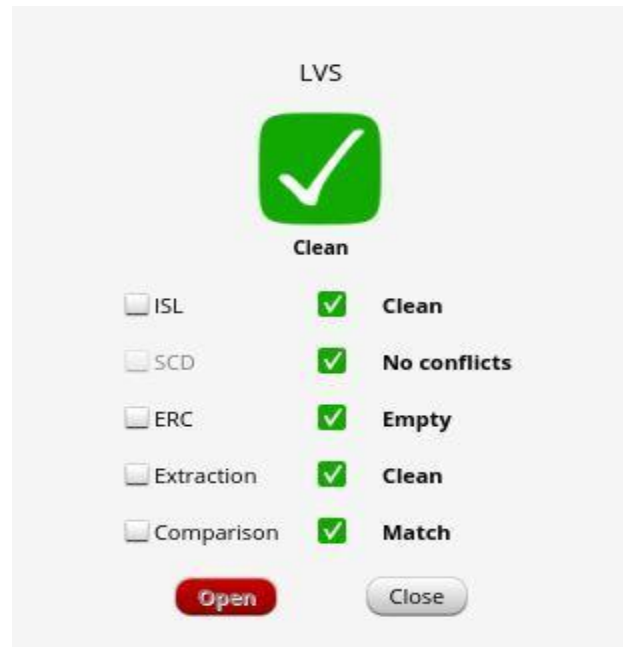 LVS
Clean
ISL Clean
SCD No conflicts
ERC Empty
Extraction Clean
Comparison Match
Open Close